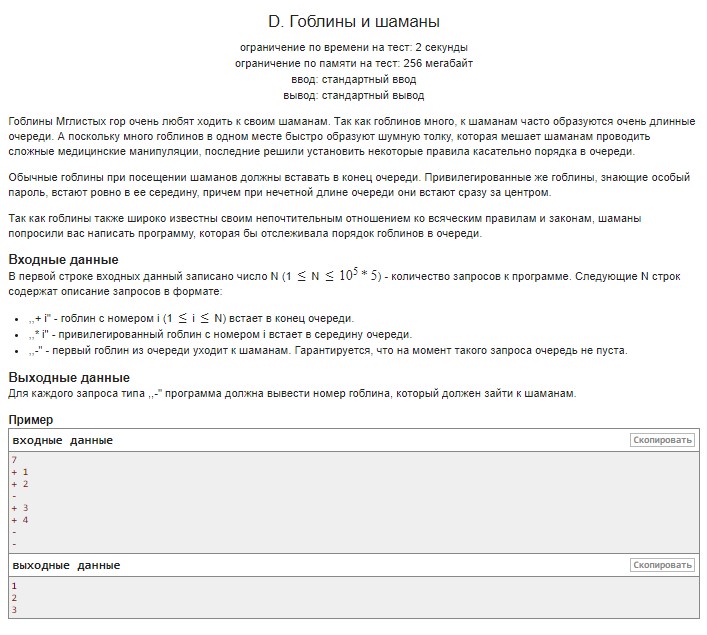 D. Гоблины и шаманы
ограничение по времени на тест: 2 секунды
ограничение по памяти на тест: 256 мегабайт
ввод: стандартный ввод
вывод: стандартный вывод
Гоблины Мглистых гор очень любят ходить к своим шаманам. Так как гоблинов много, к шаманам часто образуются очень длинные
очереди. А поскольку много гоблинов в одном месте быстро образуют шумную толку, которая мешает шаманам проводить
сложные медицинские манипуляции, последние решили установить некоторые правила касательно порядка в очереди.
Обычные гоблины при посещении шаманов должны вставать в конец очереди. Привилегированные же гоблины, знающие особый
пароль, встают ровно в ее середину, причем при нечетной длине очереди они встают сразу за центром.
Так как гоблины также широко известны своим непочтительным отношением ко всяческим правилам и законам, шаманы
попросили вас написать программу, которая бы отслеживала порядок гоблинов в очереди.
Входные данные
В первой строке входных данный записано число N (1 ≤ N ≤ 10^5 * 5) - количество запросов к программе. Следующие N строк
содержат описание запросов в формате:
• ,,+ i" - гоблин с номером i (1 ≤ i ≤ N) встает в конец очереди.
• ,,* i" - привилегированный гоблин с номером i встает в середину очереди.
• ,,-" - первый гоблин из очереди уходит к шаманам. Гарантируется, что на момент такого запроса очередь не пуста.
Выходные данные
Для каждого запроса типа ,,-" программа должна вывести номер гоблина, который должен зайти к шаманам.
Пример
входные данные Скопировать
7
+ 1
+ 2
-
+ 3
+ 4
-
-
выходные данные Скопировать
1
2
3